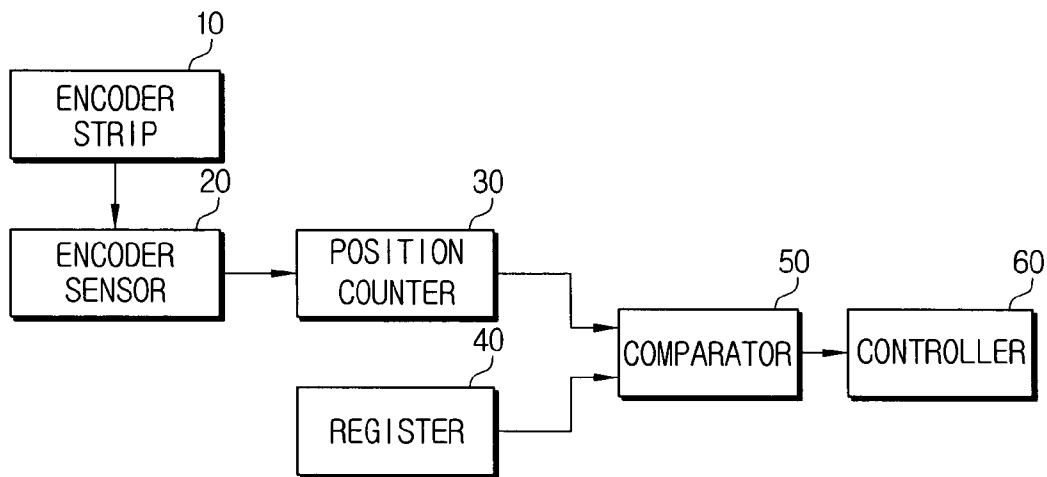 10
ENCODER
STRIP
20
ENCODER
SENSOR
30
POSITION
COUNTER
40
REGISTER
50
COMPARATOR
60
CONTROLLER